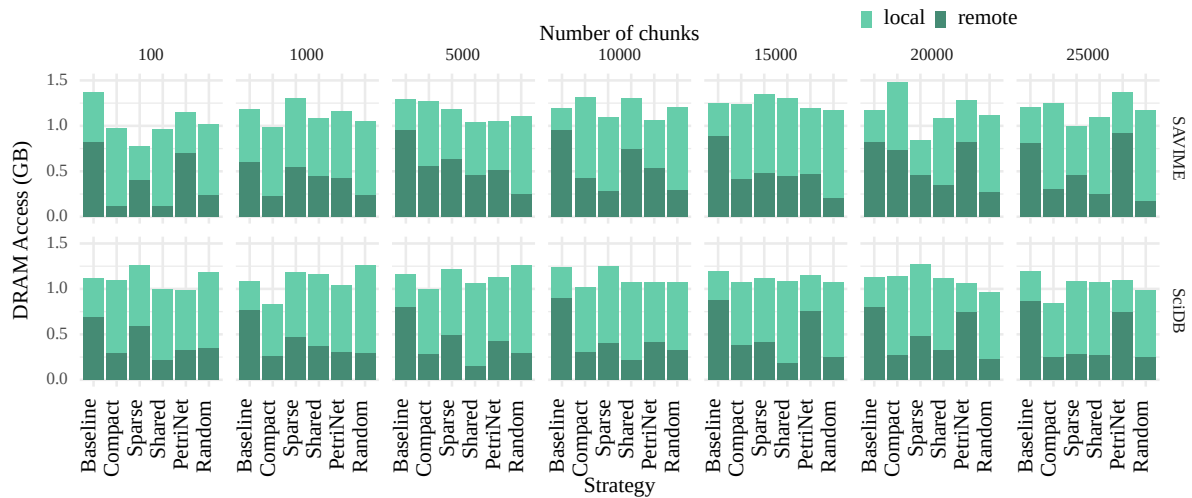 local remote
Number of chunks
100 1000 5000 10000 15000 20000 25000
DRAM Access (GB)
1.5
1.0
0.5
0.0
SAVIME
1.5
1.0
0.5
0.0
SciDB
Baseline Compact Sparse Shared PetriNet Random Baseline Compact Sparse Shared PetriNet Random Baseline Compact Sparse Shared PetriNet Random Baseline Compact Sparse Shared PetriNet Random Baseline Compact Sparse Shared PetriNet Random Baseline Compact Sparse Shared PetriNet Random Baseline Compact Sparse Shared PetriNet Random
Strategy